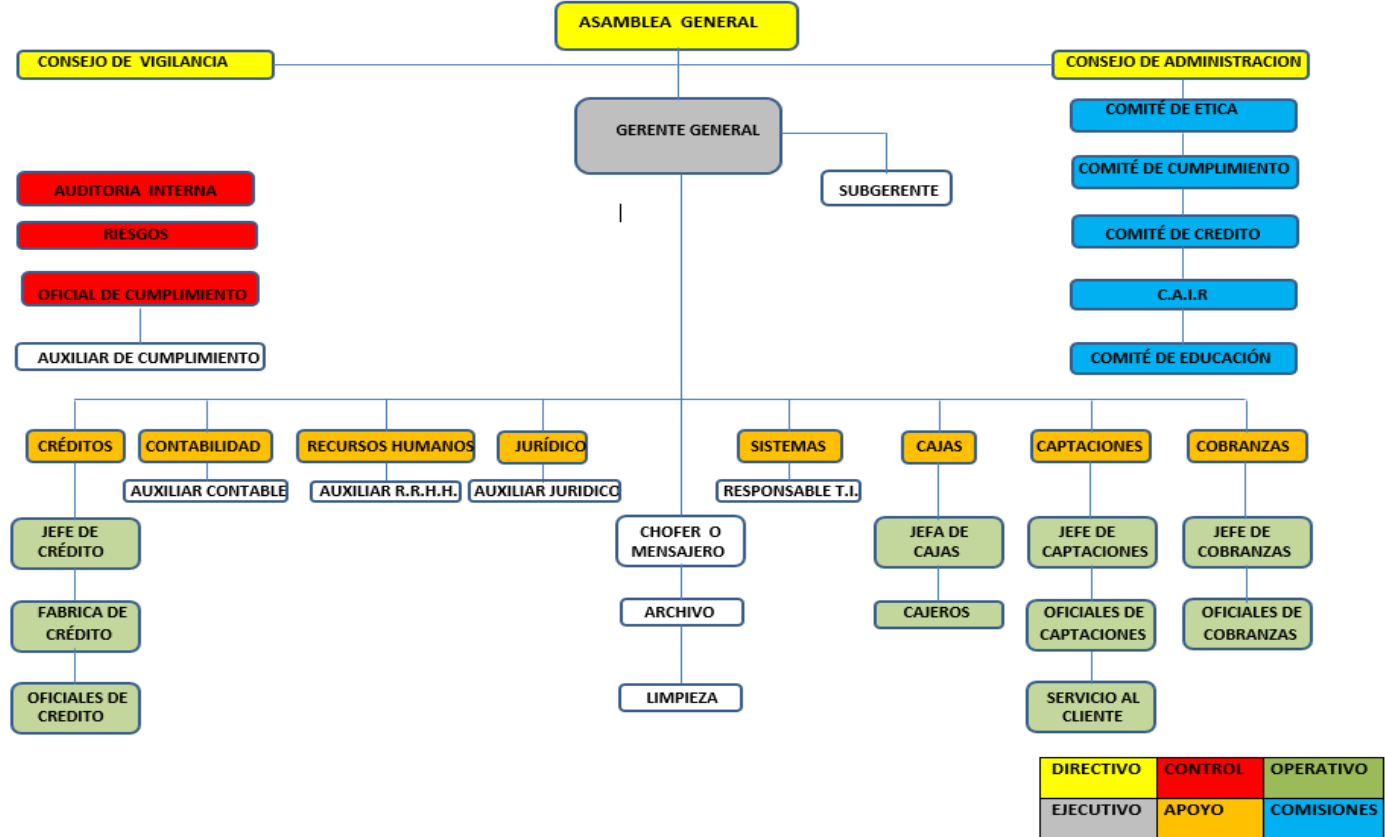 ASAMBLEA GENERAL
CONSEJO DE VIGILANCIA
CONSEJO DE ADMINISTRACION
GERENTE GENERAL
SUBGERENTE
COMITÉ DE ETICA
COMITÉ DE CUMPLIMIENTO
COMITÉ DE CREDITO
C.A.I.R
COMITÉ DE EDUCACIÓN
AUDITORIA INTERNA
RIESGOS
OFICIAL DE CUMPLIMIENTO
AUXILIAR DE CUMPLIMIENTO
CRÉDITOS
CONTABILIDAD
RECURSOS HUMANOS
JURÍDICO
SISTEMAS
CAJAS
CAPTACIONES
COBRANZAS
AUXILIAR CONTABLE
AUXILIAR R.R.H.H.
AUXILIAR JURIDICO
RESPONSABLE T.I.
JEFE DE
CRÉDITO
FABRICA DE
CRÉDITO
OFICIALES DE
CREDITO
CHOFER O
MENSAJERO
ARCHIVO
LIMPIEZA
JEFA DE
CAJAS
CAJEROS
JEFE DE
CAPTACIONES
OFICIALES DE
CAPTACIONES
SERVICIO AL
CLIENTE
JEFE DE
COBRANZAS
OFICIALES DE
COBRANZAS
DIRECTIVO
CONTROL
OPERATIVO
EJECUTIVO
APOYO
COMISIONES